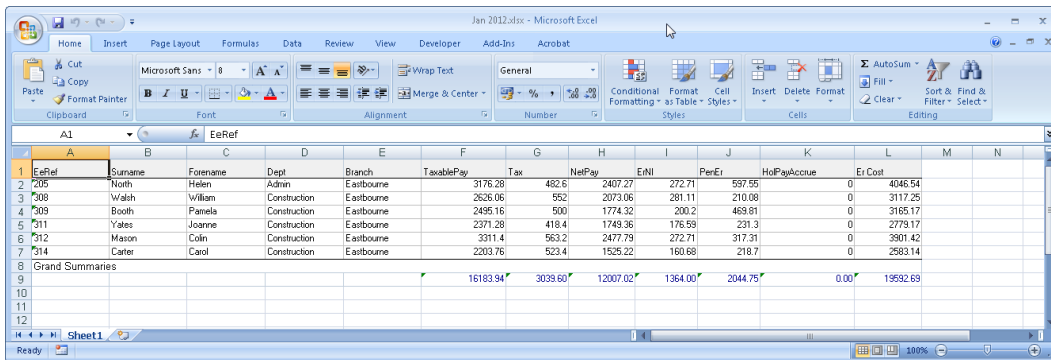 Jan 2012.xlsx - Microsoft Excel
Home Insert Page Layout Formulas Data Review View Developer Add-Ins Acrobat
Paste Cut Copy Format Painter Clipboard
Microsoft Sans 8 A A B I U A Font
Wrap Text Merge & Center Alignment
General % , .0 .00 .00 .0 Number
Conditional Formatting Format as Table Cell Styles Styles
Insert Delete Format Cells
Σ AutoSum Fill Clear Sort & Filter Find & Select Editing
A1 fx EeRef
A B C D E F G H I J K L M N
1 EeRef Surname Forename Dept Branch TaxablePay Tax NetPay ErNI PenEr HolPayAccrue Er Cost
2 205 North Helen Admin Eastbourne 3176.28 482.6 2407.27 272.71 597.55 0 4046.54
3 308 Walsh William Construction Eastbourne 2626.06 552 2073.06 281.11 210.08 0 3117.25
4 309 Booth Pamela Construction Eastbourne 2495.16 500 1774.32 200.2 469.81 0 3165.17
5 311 Yates Joanne Construction Eastbourne 2371.28 418.4 1749.36 176.59 231.3 0 2779.17
6 312 Mason Colin Construction Eastbourne 3311.4 563.2 2477.79 272.71 317.31 0 3901.42
7 314 Carter Carol Construction Eastbourne 2203.76 523.4 1525.22 160.68 218.7 0 2583.14
8 Grand Summaries
9 16183.94 3039.60 12007.02 1364.00 2044.75 0.00 19592.69
10
11
12
Sheet1
Ready 100%